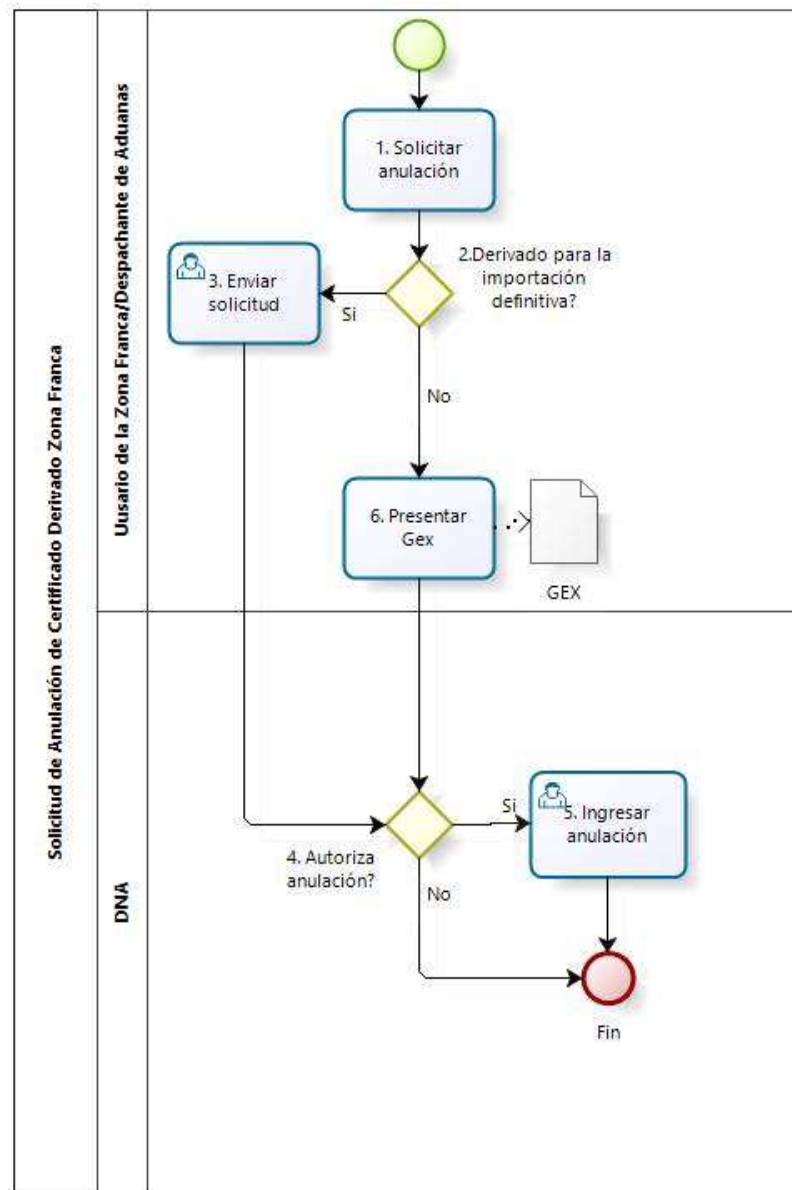 Solicitud de Anulación de Certificado Derivado Zona Franca
Uusario de la Zona Franca/Despachante de Aduanas
1. Solicitar
anulación
2.Derivado para la
importación
definitiva?
Si
3. Enviar
solicitud
No
6. Presentar
Gex
GEX
DNA
4. Autoriza
anulación?
Si
5. Ingresar
anulación
No
Fin